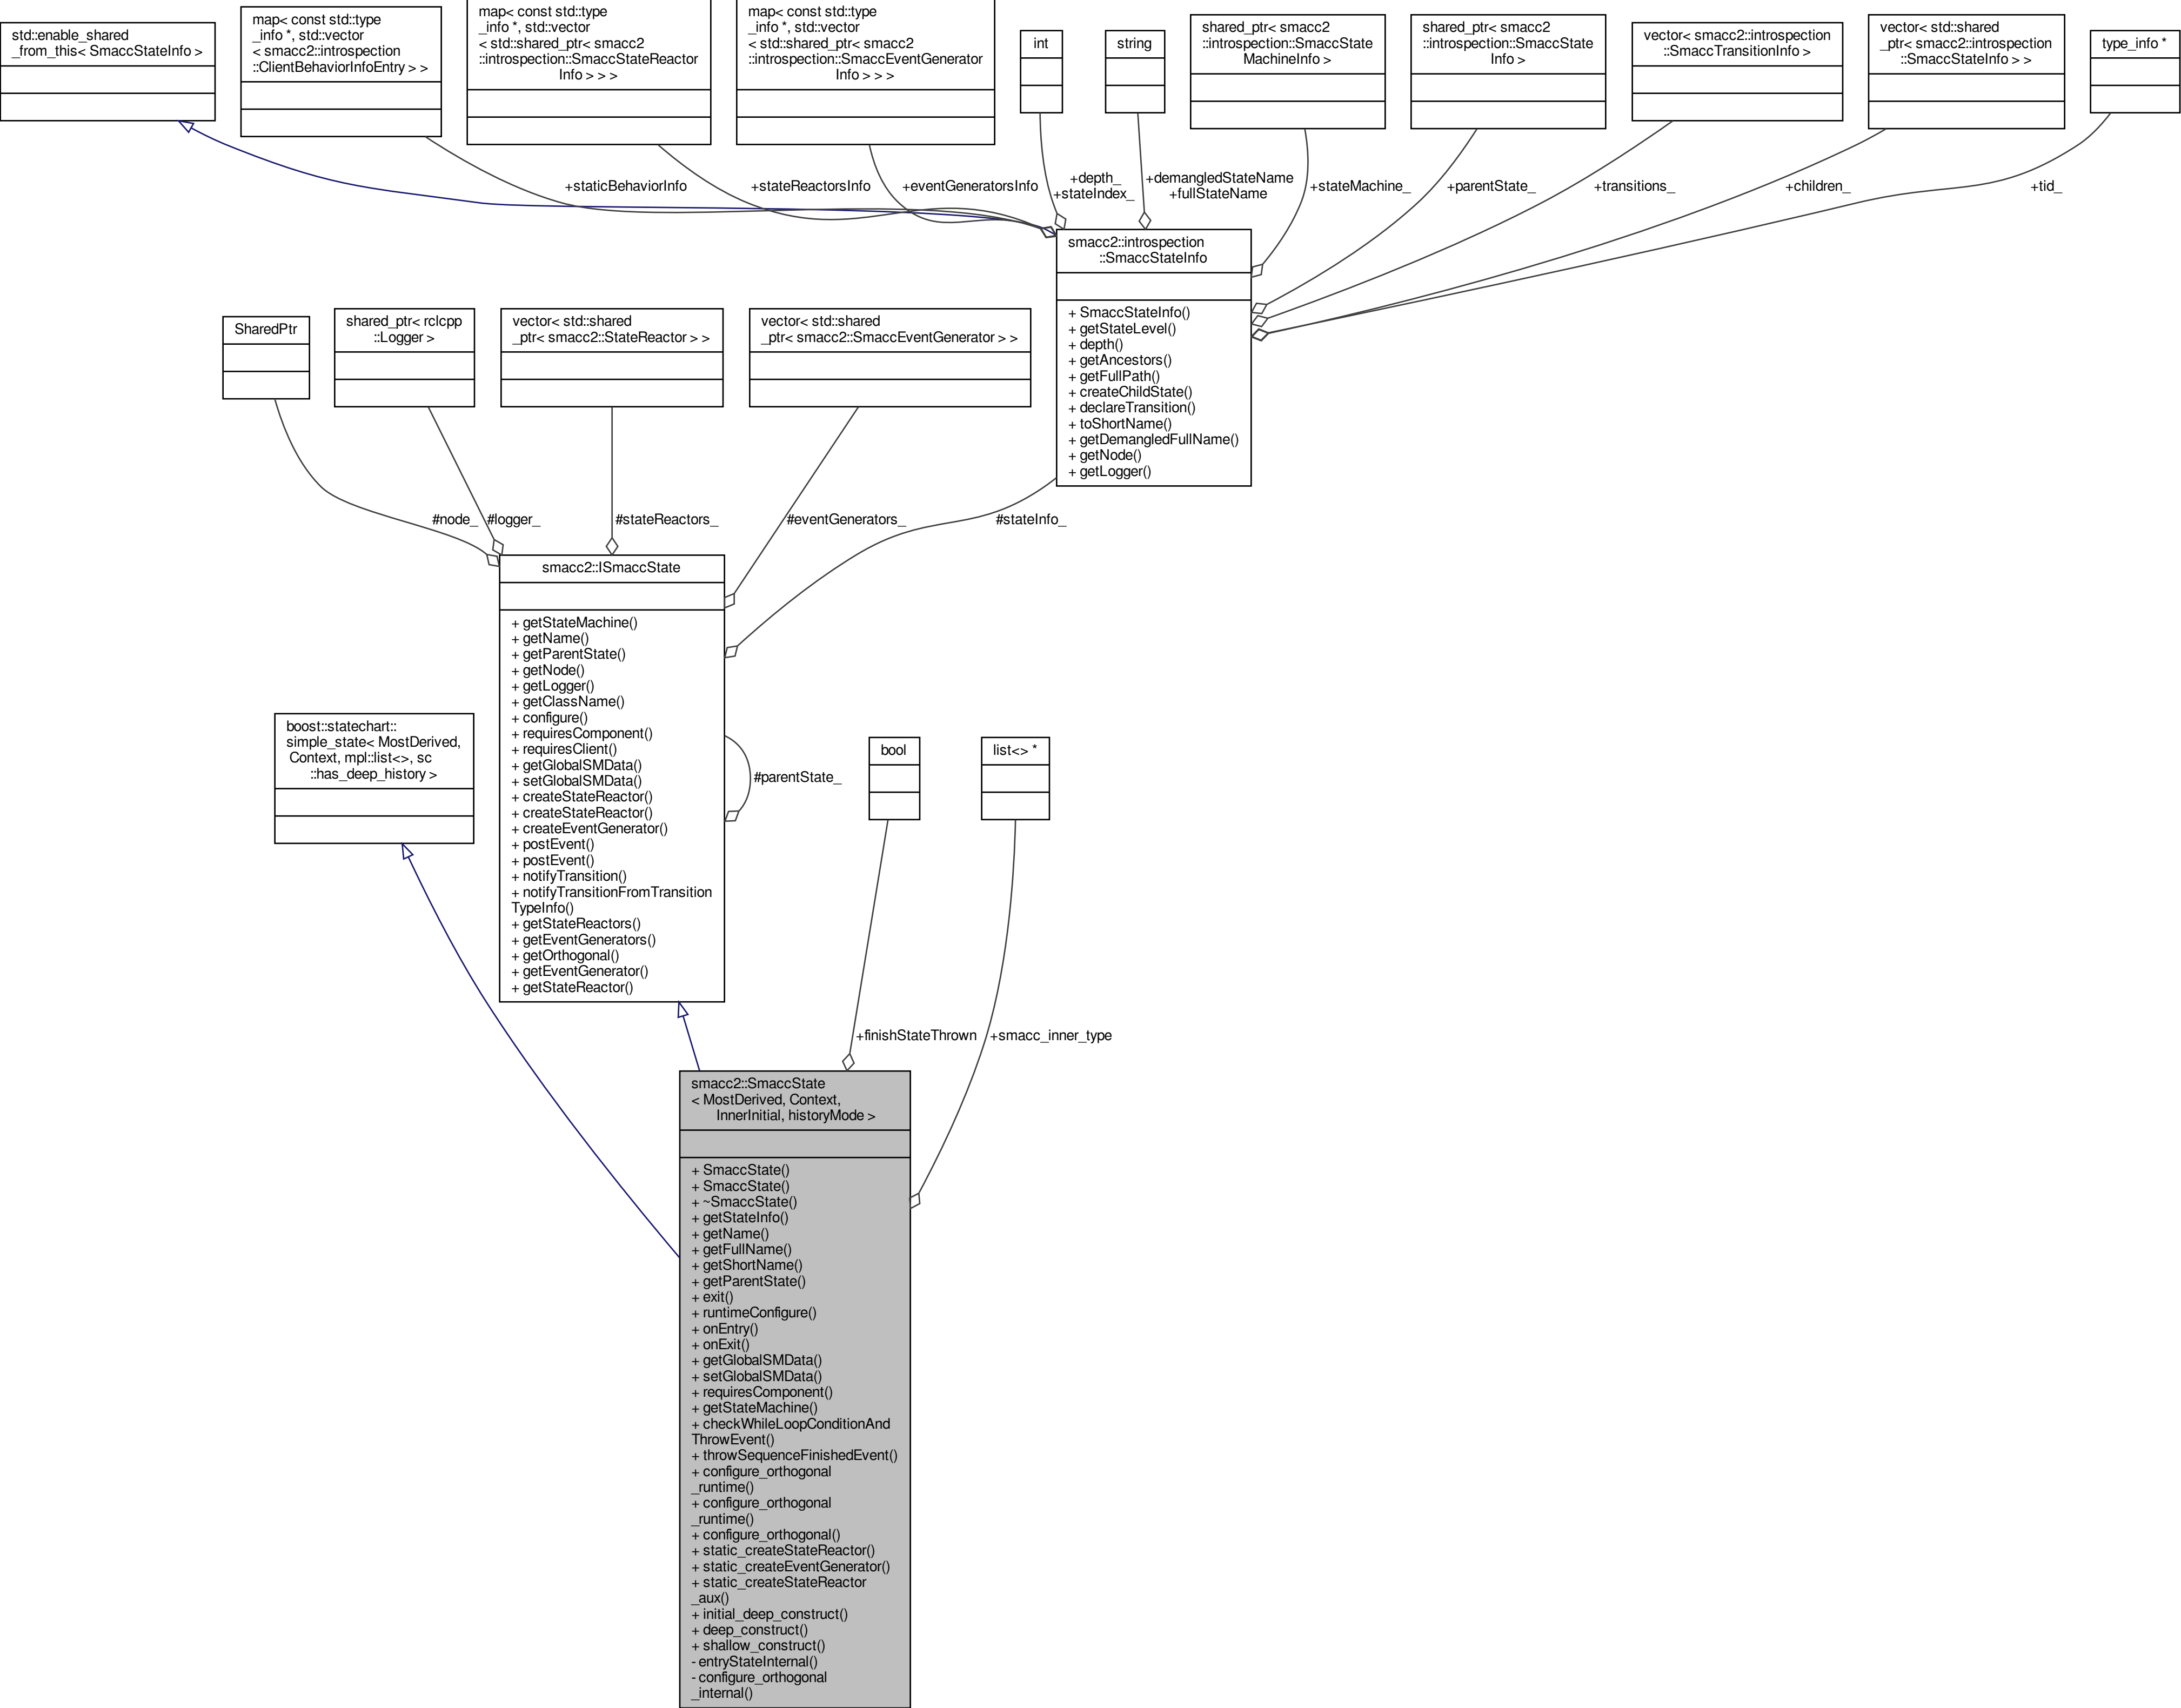 std::enable_shared
_from_this< SmaccStateInfo >
map< const std::type
_info *, std::vector
< smacc2::introspection
::ClientBehaviorInfoEntry > >
map< const std::type
_info *, std::vector
< std::shared_ptr< smacc2
::introspection::SmaccStateReactor
Info > > >
map< const std::type
_info *, std::vector
< std::shared_ptr< smacc2
::introspection::SmaccEventGenerator
Info > > >
int
string
shared_ptr< smacc2
::introspection::SmaccState
MachineInfo >
shared_ptr< smacc2
::introspection::SmaccState
Info >
vector< smacc2::introspection
::SmaccTransitionInfo >
vector< std::shared
_ptr< smacc2::introspection
::SmaccStateInfo > >
type_info *
+staticBehaviorInfo
+stateReactorsInfo
+eventGeneratorsInfo
+depth_
+stateIndex_
+demangledStateName
+fullStateName
+stateMachine_
+parentState_
+transitions_
+children_
+tid_
smacc2::introspection
::SmaccStateInfo
+ SmaccStateInfo()
+ getStateLevel()
+ depth()
+ getAncestors()
+ getFullPath()
+ createChildState()
+ declareTransition()
+ toShortName()
+ getDemangledFullName()
+ getNode()
+ getLogger()
SharedPtr
shared_ptr< rclcpp
::Logger >
vector< std::shared
_ptr< smacc2::StateReactor > >
vector< std::shared
_ptr< smacc2::SmaccEventGenerator > >
#node_
#logger_
#stateReactors_
#eventGenerators_
#stateInfo_
smacc2::ISmaccState
+ getStateMachine()
+ getName()
+ getParentState()
+ getNode()
+ getLogger()
+ getClassName()
+ configure()
+ requiresComponent()
+ requiresClient()
+ getGlobalSMData()
+ setGlobalSMData()
+ createStateReactor()
+ createStateReactor()
+ createEventGenerator()
+ postEvent()
+ postEvent()
+ notifyTransition()
+ notifyTransitionFromTransition
TypeInfo()
+ getStateReactors()
+ getEventGenerators()
+ getOrthogonal()
+ getEventGenerator()
+ getStateReactor()
#parentState_
boost::statechart::
simple_state< MostDerived,
Context, mpl::list<>, sc
::has_deep_history >
bool
list<> *
+finishStateThrown
+smacc_inner_type
smacc2::SmaccState
< MostDerived, Context,
InnerInitial, historyMode >
+ SmaccState()
+ SmaccState()
+ ~SmaccState()
+ getStateInfo()
+ getName()
+ getFullName()
+ getShortName()
+ getParentState()
+ exit()
+ runtimeConfigure()
+ onEntry()
+ onExit()
+ getGlobalSMData()
+ setGlobalSMData()
+ requiresComponent()
+ getStateMachine()
+ checkWhileLoopConditionAnd
ThrowEvent()
+ throwSequenceFinishedEvent()
+ configure_orthogonal
_runtime()
+ configure_orthogonal
_runtime()
+ configure_orthogonal()
+ static_createStateReactor()
+ static_createEventGenerator()
+ static_createStateReactor
_aux()
+ initial_deep_construct()
+ deep_construct()
+ shallow_construct()
- entryStateInternal()
- configure_orthogonal
_internal()